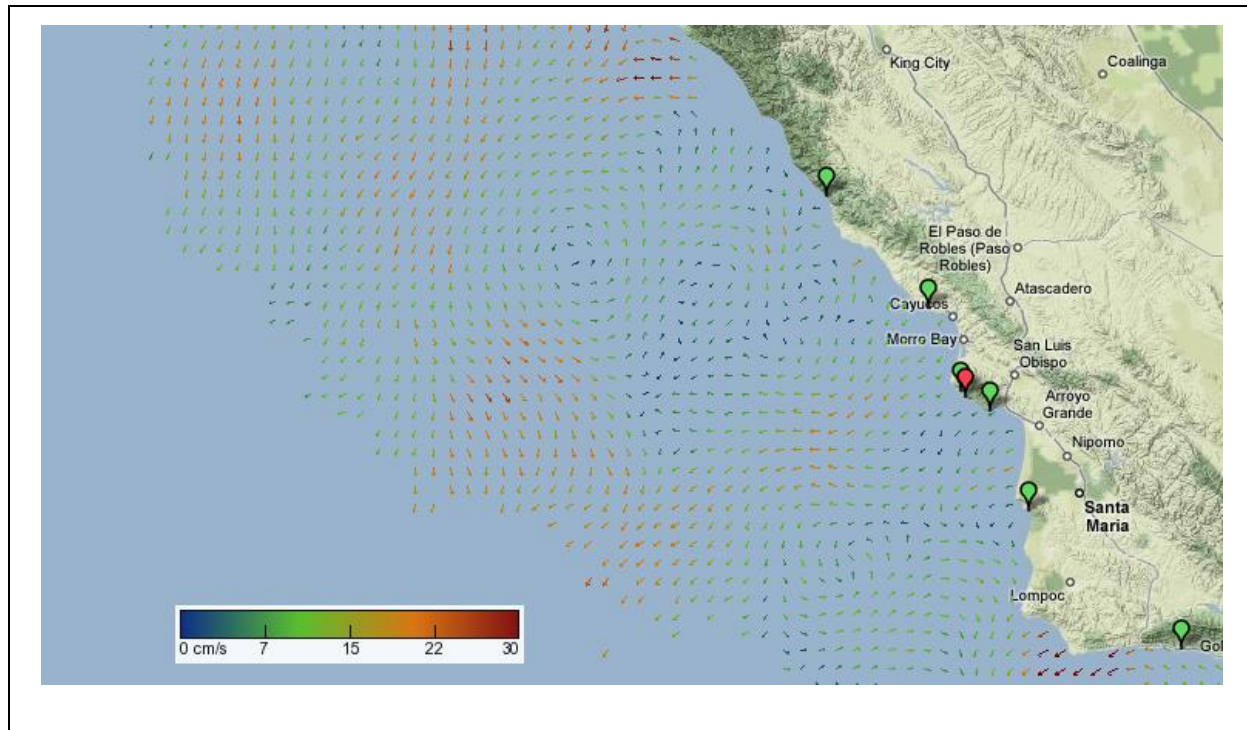 King City
Coalinga
El Paso de
Robles (Paso
Robles)
Atascadero
Cayucos
Morro Bay
San Luis
Obispo
Arroyo
Grande
Nipomo
Santa
Maria
Lompoc
Gol
0 cm/s 7 15 22 30